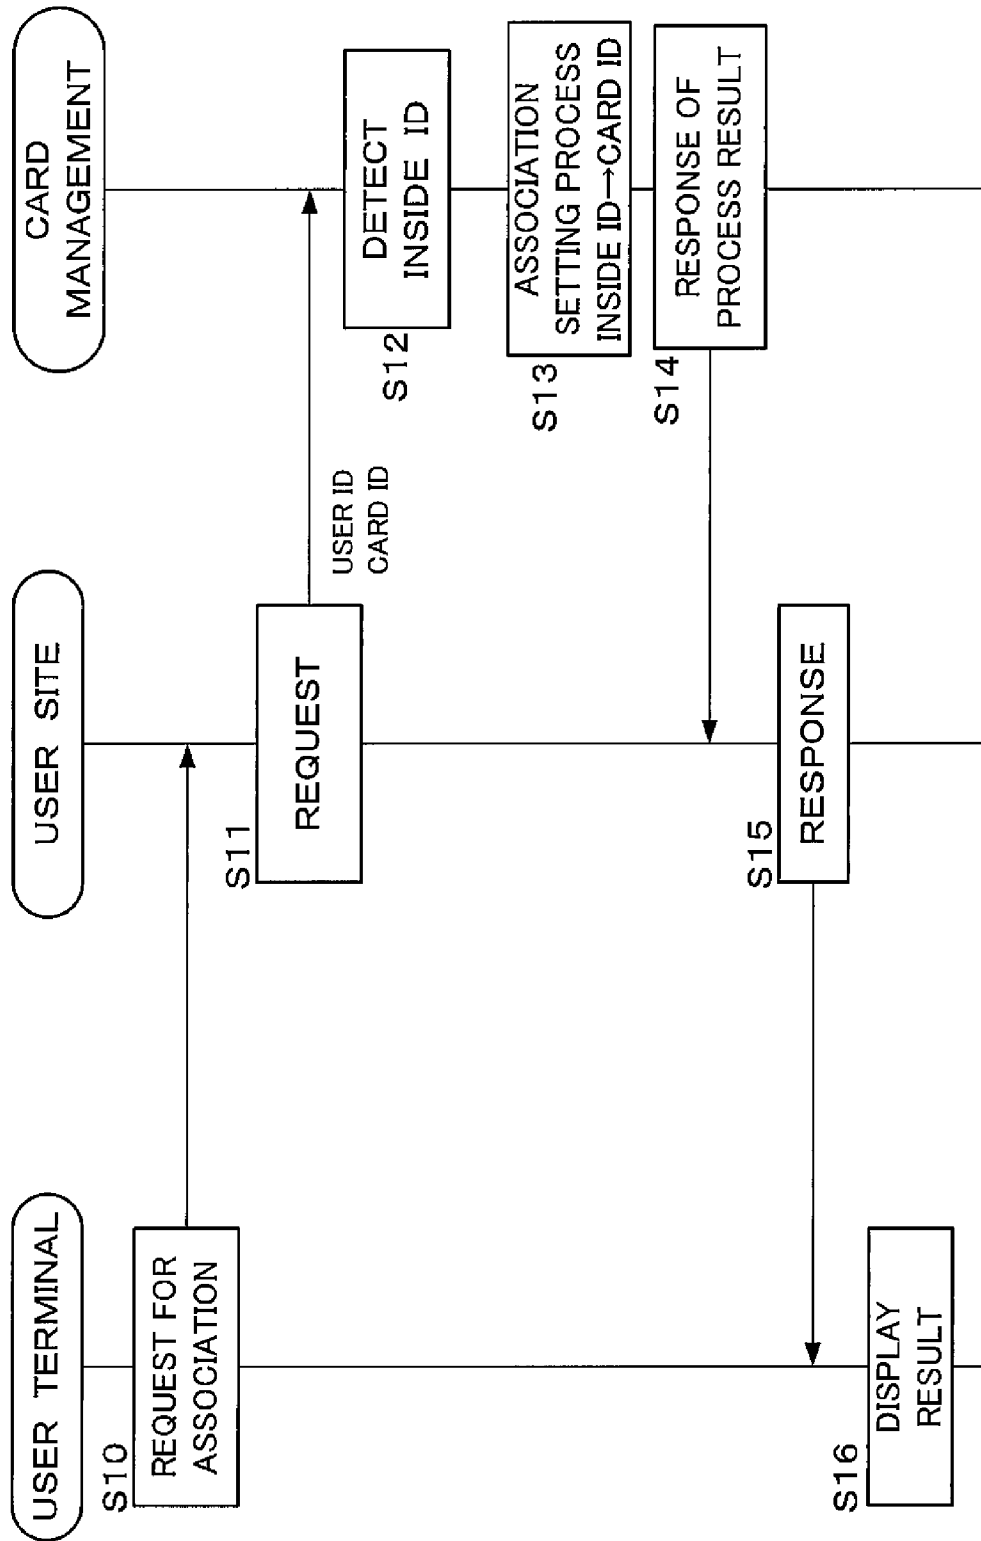 USER TERMINAL
USER SITE
CARD
MANAGEMENT
S10
REQUEST FOR
ASSOCIATION
S11
REQUEST
USER ID
CARD ID
S12
DETECT
INSIDE ID
S13
ASSOCIATION
SETTING PROCESS
INSIDE ID→CARD ID
S14
RESPONSE OF
PROCESS RESULT
S15
RESPONSE
S16
DISPLAY
RESULT